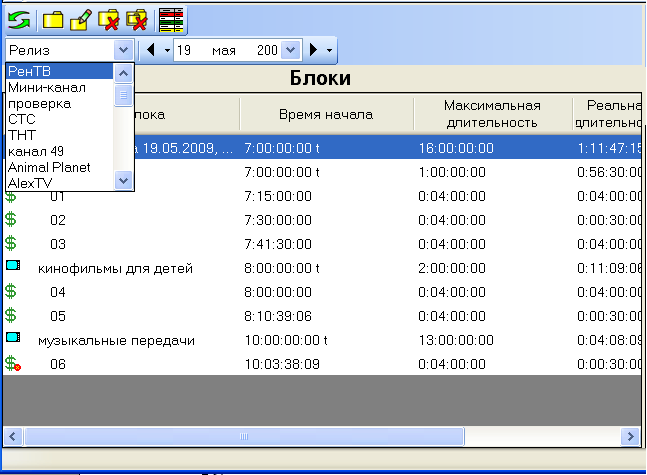 Релиз
19 мая 200
РенТВ
Мини-канал
проверка
СТС
ТНТ
канал 49
Animal Planet
AlexTV
Блоки
лока
Время начала
Максимальная
длительность
Реальна
длительнос
а 19.05.2009, ... 7:00:00:00 t 16:00:00:00 1:11:47:15
7:00:00:00 t 1:00:00:00 0:56:30:00
01 7:15:00:00 0:04:00:00 0:04:00:00
02 7:30:00:00 0:04:00:00 0:00:30:00
03 7:41:30:00 0:04:00:00 0:04:00:00
кинофильмы для детей 8:00:00:00 t 2:00:00:00 0:11:09:06
04 8:00:00:00 0:04:00:00 0:04:00:00
05 8:10:39:06 0:04:00:00 0:00:30:00
музыкальные передачи 10:00:00:00 t 13:00:00:00 0:04:08:09
06 10:03:38:09 0:04:00:00 0:00:30:00